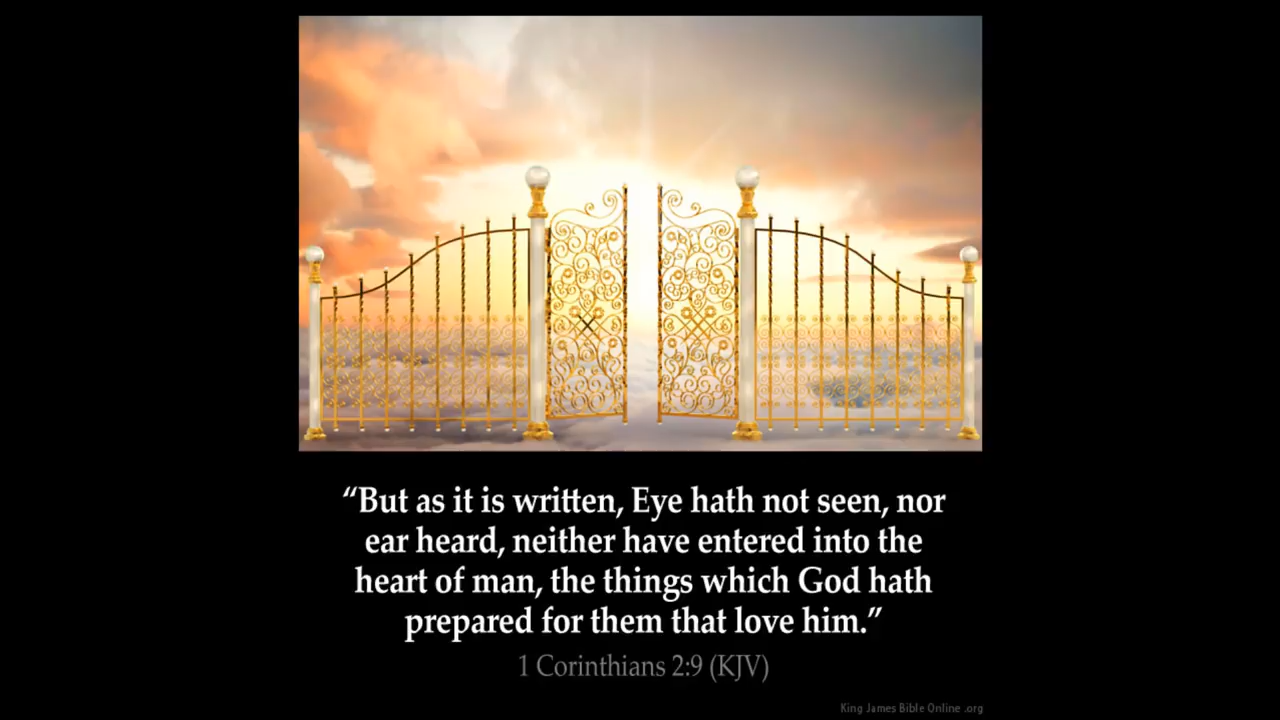 “But as it is written, Eye hath not seen, nor
ear heard, neither have entered into the
heart of man, the things which God hath
prepared for them that love him.”
1 Corinthians 2:9 (KJV)
King James Bible Online .org